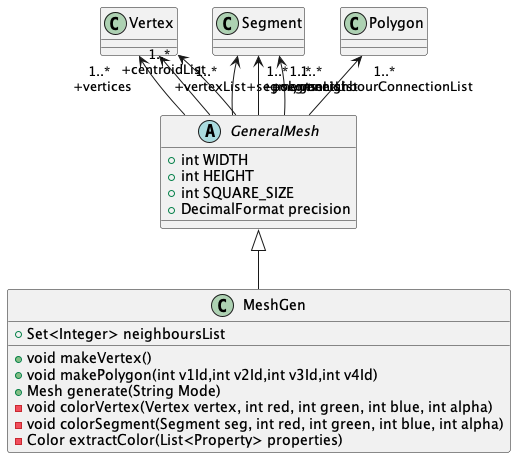 C Vertex
C Segment
C Polygon
1..*
+vertices
1..*
+centroidList
1..*
+vertexList
1..*
1..*
+neighbourConnectionList
A GeneralMesh
int WIDTH
int HEIGHT
int SQUARE_SIZE
DecimalFormat precision
C MeshGen
Set<Integer> neighboursList
void makeVertex()
void makePolygon(int v1Id,int v2Id,int v3Id,int v4Id)
Mesh generate(String Mode)
void colorVertex(Vertex vertex, int red, int green, int blue, int alpha)
void colorSegment(Segment seg, int red, int green, int blue, int alpha)
Color extractColor(List<Property> properties)